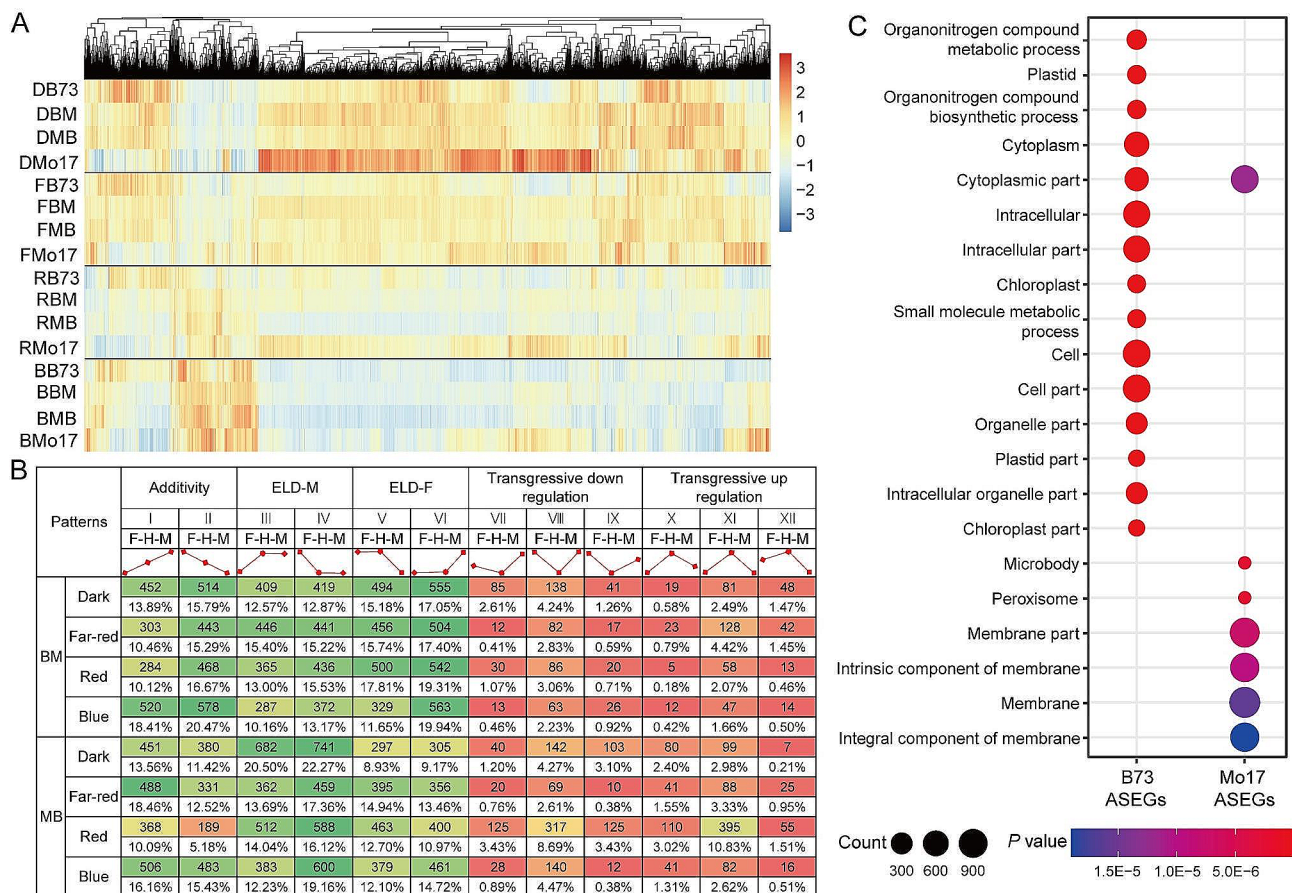 A
DB73
DBM
DMB
DMo17
FB73
FBM
FMB
FMo17
RB73
RBM
RMB
RMo17
BB73
BBM
BMB
BMo17
3
2
1
0
−1
−2
−3
B
Patterns Additivity ELD-M ELD-F Transgressive down regulation Transgressive up regulation
I II III IV V VI VII VIII IX X XI XII
F-H-M F-H-M F-H-M F-H-M F-H-M F-H-M F-H-M F-H-M F-H-M F-H-M F-H-M F-H-M
BM
Dark 452 514 409 419 494 555 85 138 41 19 81 48
13.89% 15.79% 12.57% 12.87% 15.18% 17.05% 2.61% 4.24% 1.26% 0.58% 2.49% 1.47%
Far-red 303 443 446 441 456 504 12 82 17 23 128 42
10.46% 15.29% 15.40% 15.22% 15.74% 17.40% 0.41% 2.83% 0.59% 0.79% 4.42% 1.45%
Red 284 468 365 436 500 542 30 86 20 5 58 13
10.12% 16.67% 13.00% 15.53% 17.81% 19.31% 1.07% 3.06% 0.71% 0.18% 2.07% 0.46%
Blue 520 578 287 372 329 563 13 63 26 12 47 14
18.41% 20.47% 10.16% 13.17% 11.65% 19.94% 0.46% 2.23% 0.92% 0.42% 1.66% 0.50%
MB
Dark 451 380 682 741 297 305 40 142 103 80 99 7
13.56% 11.42% 20.50% 22.27% 8.93% 9.17% 1.20% 4.27% 3.10% 2.40% 2.98% 0.21%
Far-red 488 331 362 459 395 356 20 69 10 41 88 25
18.46% 12.52% 13.69% 17.36% 14.94% 13.46% 0.76% 2.61% 0.38% 1.55% 3.33% 0.95%
Red 368 189 512 588 463 400 125 317 125 110 395 55
10.09% 5.18% 14.04% 16.12% 12.70% 10.97% 3.43% 8.69% 3.43% 3.02% 10.83% 1.51%
Blue 506 483 383 600 379 461 28 140 12 41 82 16
16.16% 15.43% 12.23% 19.16% 12.10% 14.72% 0.89% 4.47% 0.38% 1.31% 2.62% 0.51%
C
Organonitrogen compound
metabolic process
Plastid
Organonitrogen compound
biosynthetic process
Cytoplasm
Cytoplasmic part
Intracellular
Intracellular part
Chloroplast
Small molecule metabolic
process
Cell
Cell part
Organelle part
Plastid part
Intracellular organelle part
Chloroplast part
Microbody
Peroxisome
Membrane part
Intrinsic component of membrane
Membrane
Integral component of membrane
B73 Mo17
ASEGs ASEGs
Count
300 600 900
P value
1.5E−5 1.0E−5 5.0E−6